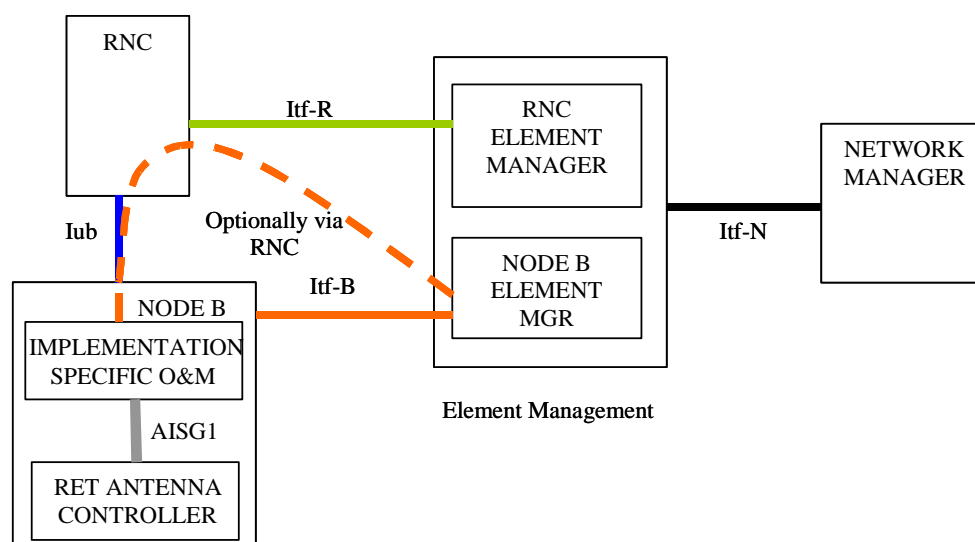 RNC
Itf-R
RNC
ELEMENT
MANAGER
NETWORK
MANAGER
Iub
Optionally via
RNC
Itf-N
NODE B
Itf-B
NODE B
ELEMENT
MGR
IMPLEMENTATION
SPECIFIC O&M
Element Management
AISG1
RET ANTENNA
CONTROLLER